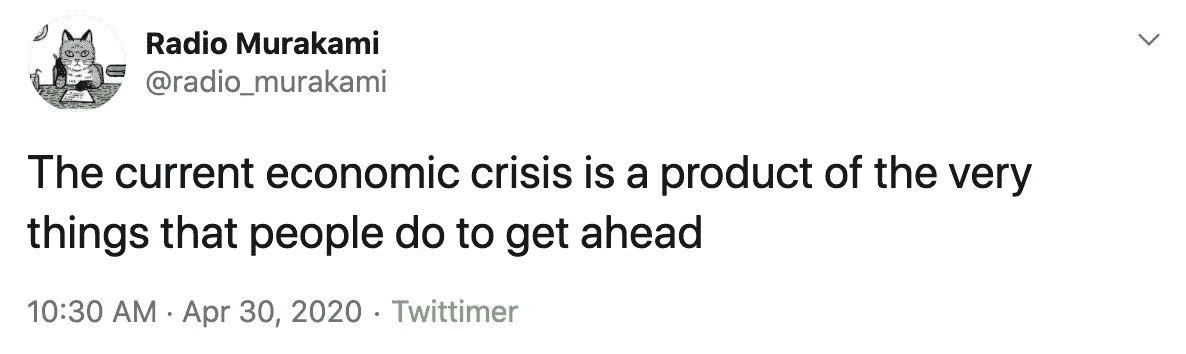 Radio Murakami
@radio_murakami
The current economic crisis is a product of the very
things that people do to get ahead
10:30 AM · Apr 30, 2020 · Twittimer